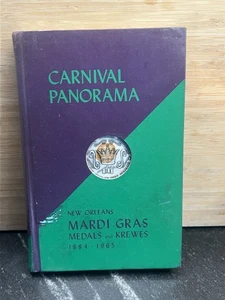 CARNIVAL
PANORAMA
NEW ORLEANS
MARDI GRAS
MEDALS and KREWES
1884 - 1965